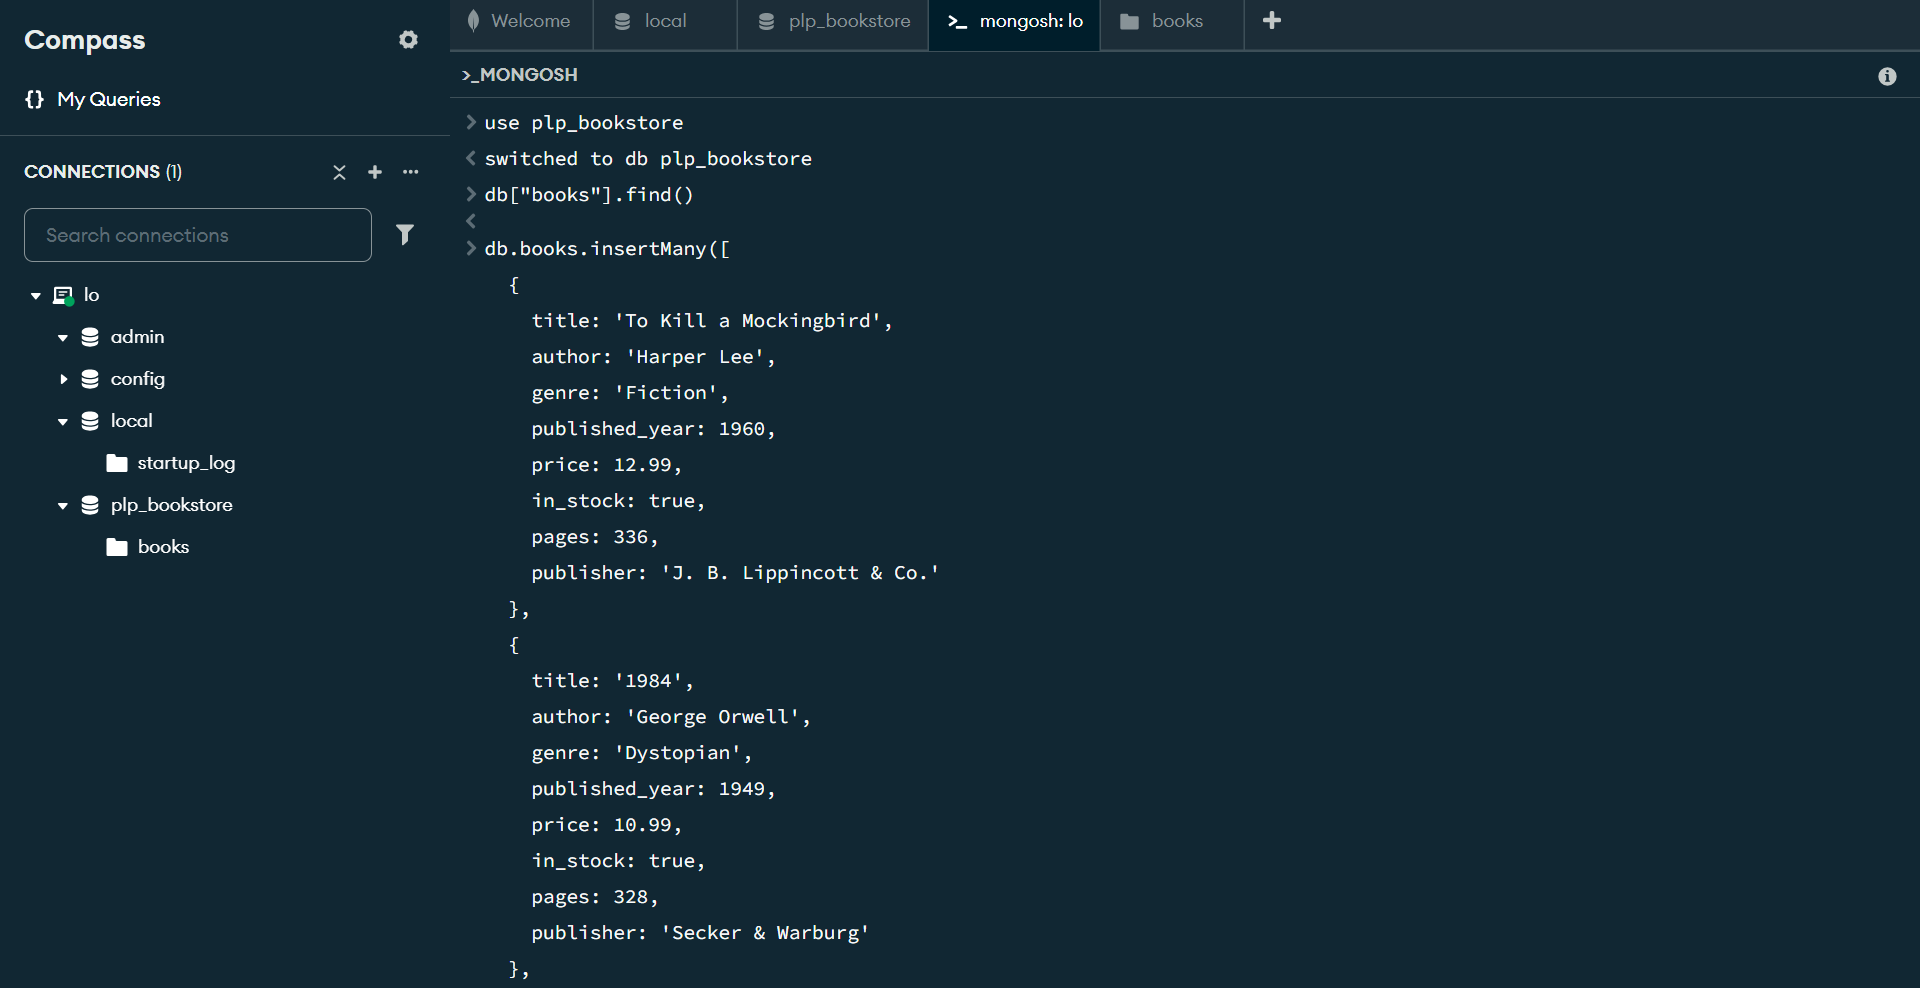 Compass
My Queries
CONNECTIONS (1)
Search connections
lo
admin
config
local
startup_log
plp_bookstore
books
Welcome
local
plp_bookstore
mongosh: lo
books
>_MONGOSH
use plp_bookstore
switched to db plp_bookstore
db["books"].find()
db.books.insertMany([
{
title: 'To Kill a Mockingbird',
author: 'Harper Lee',
genre: 'Fiction',
published_year: 1960,
price: 12.99,
in_stock: true,
pages: 336,
publisher: 'J. B. Lippincott & Co.'
},
{
title: '1984',
author: 'George Orwell',
genre: 'Dystopian',
published_year: 1949,
price: 10.99,
in_stock: true,
pages: 328,
publisher: 'Secker & Warburg'
},